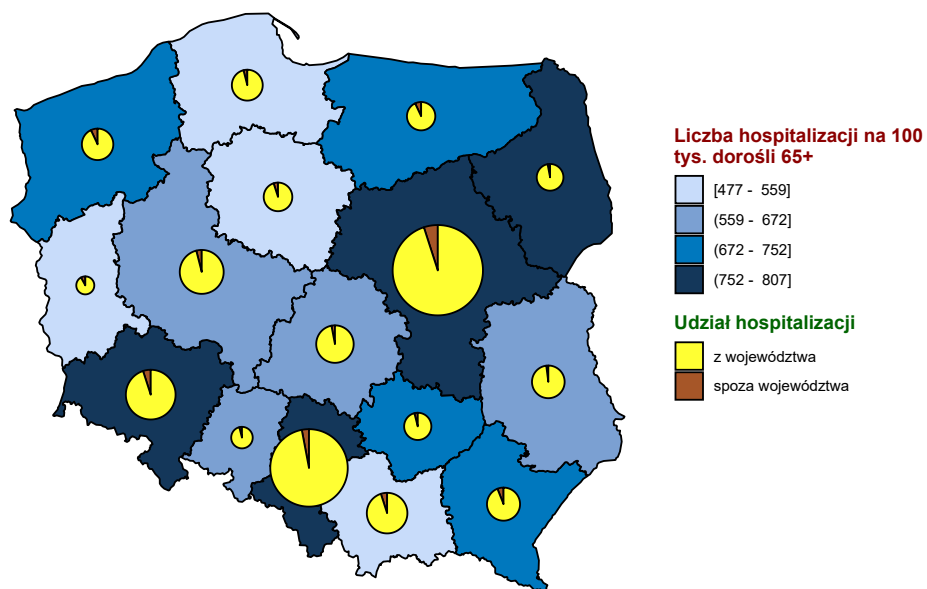 Liczba hospitalizacji na 100
tys. dorośli 65+
[477 - 559]
(559 - 672]
(672 - 752]
(752 - 807]
Udział hospitalizacji
z województwa
spoza województwa